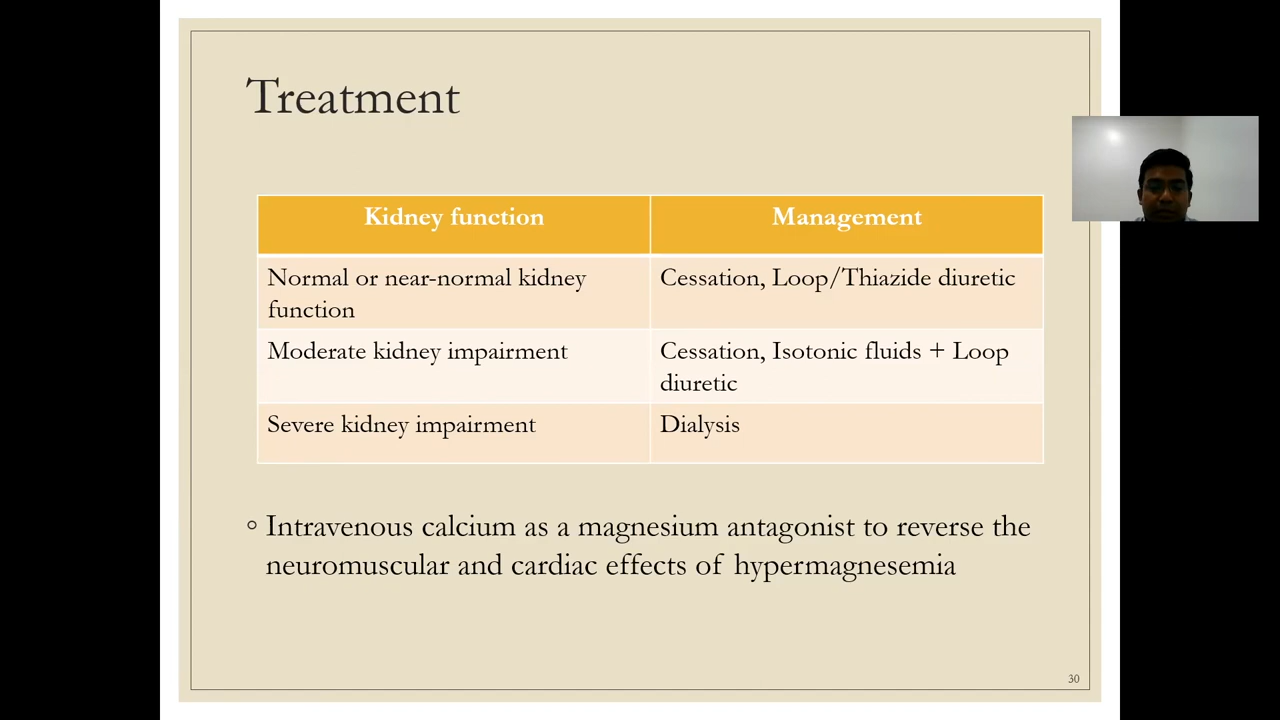 Treatment
Kidney function
Management
Normal or near-normal kidney
function
Cessation, Loop/Thiazide diuretic
Moderate kidney impairment
Cessation, Isotonic fluids + Loop
diuretic
Severe kidney impairment
Dialysis
Intravenous calcium as a magnesium antagonist to reverse the
neuromuscular and cardiac effects of hypermagnesemia
30